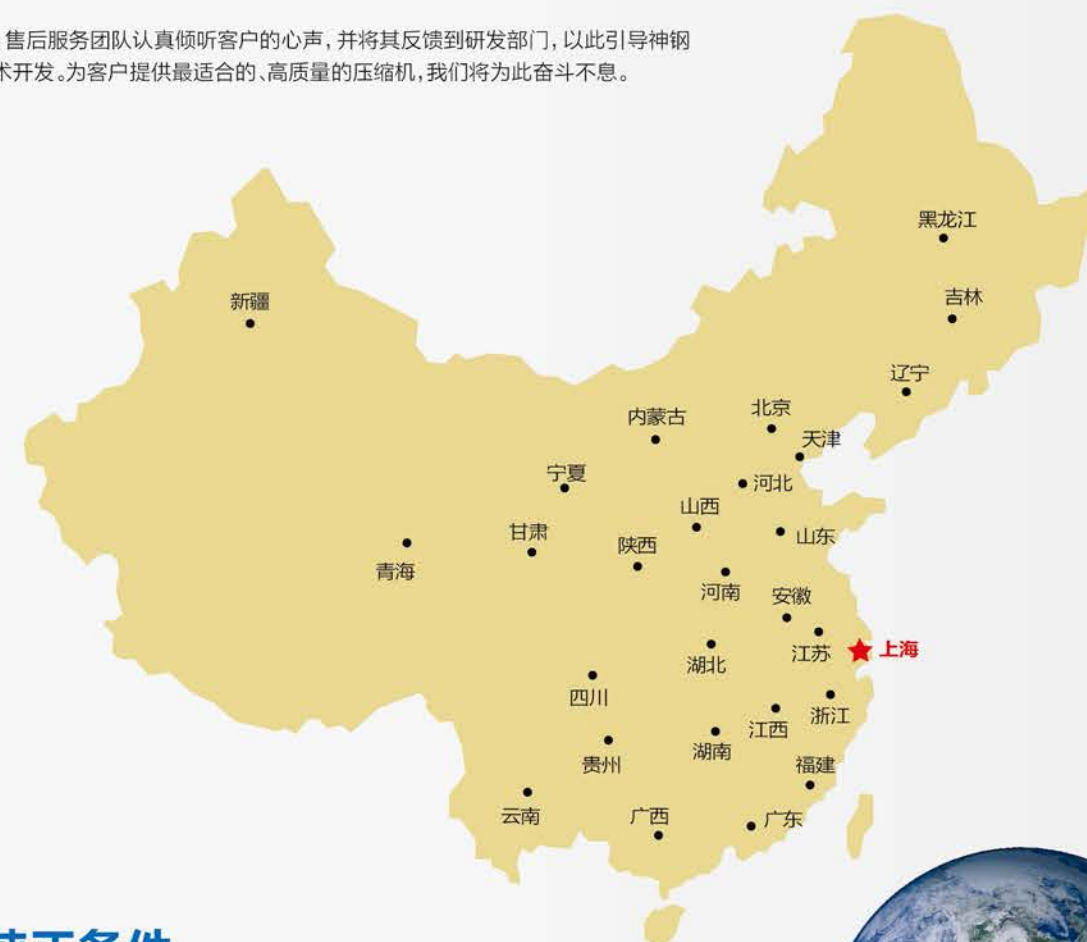 售后服务团队认真倾听客户的心声,并将其反馈到研发部门,以此引导神钢
术开发。为客户提供最适合的、高质量的压缩机,我们将为此奋斗不息。
黑龙江
吉林
新疆
辽宁
北京
内蒙古
天津
宁夏
河北
山西
甘肃
山东
陕西
青海
河南
安徽
上海
江苏
湖北
四川
浙江
江西
湖南
贵州
福建
云南
广西
广东